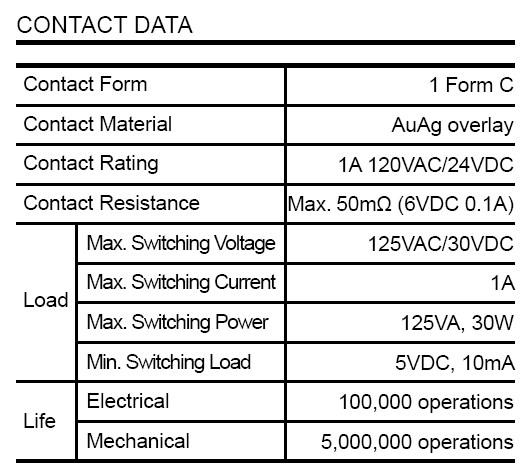 CONTACT DATA
Contact Form 1 Form C
Contact Material AuAg overlay
Contact Rating 1A 120VAC/24VDC
Contact Resistance Max. 50mΩ (6VDC 0.1A)
Load
Max. Switching Voltage 125VAC/30VDC
Max. Switching Current 1A
Max. Switching Power 125VA, 30W
Min. Switching Load 5VDC, 10mA
Life
Electrical 100,000 operations
Mechanical 5,000,000 operations